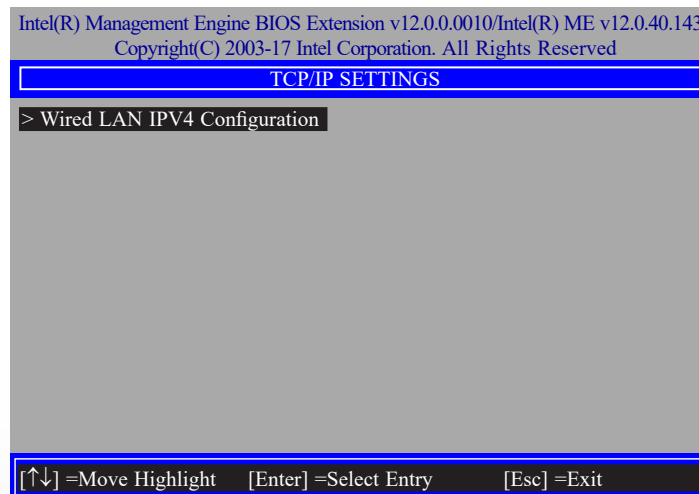 Intel(R) Management Engine BIOS Extension v12.0.0.0010/Intel(R) ME v12.0.40.143
Copyright(C) 2003-17 Intel Corporation. All Rights Reserved
TCP/IP SETTINGS
> Wired LAN IPV4 Configuration
[↑↓] =Move Highlight [Enter] =Select Entry [Esc] =Exit